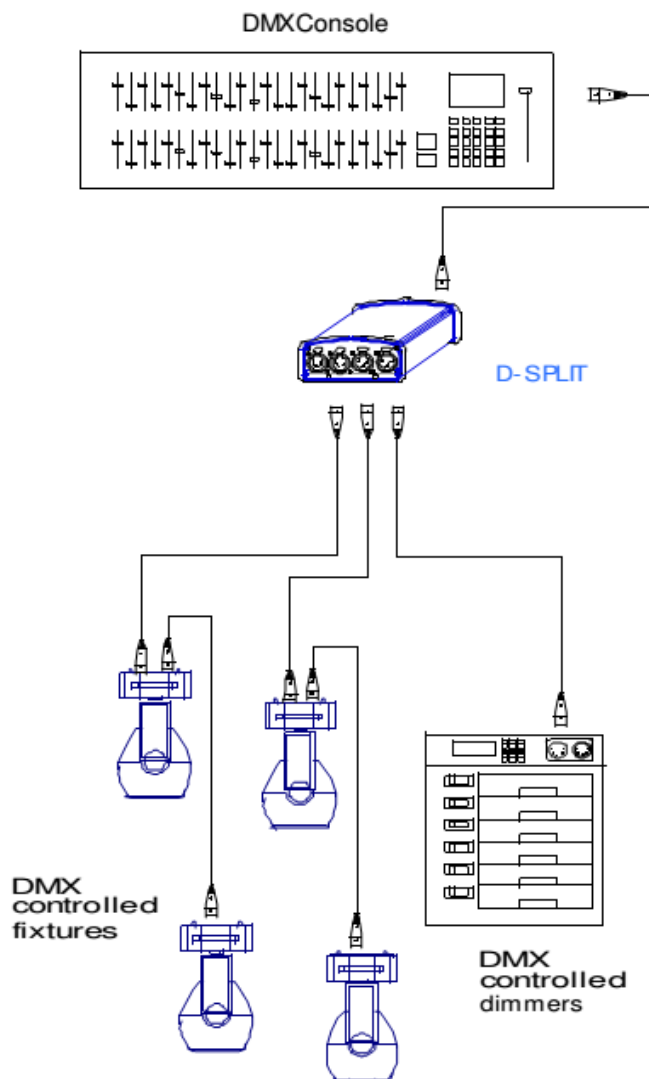 DMXConsole
D-SPLIT
DMX
controlled
fixtures
DMX
controlled
dimmers